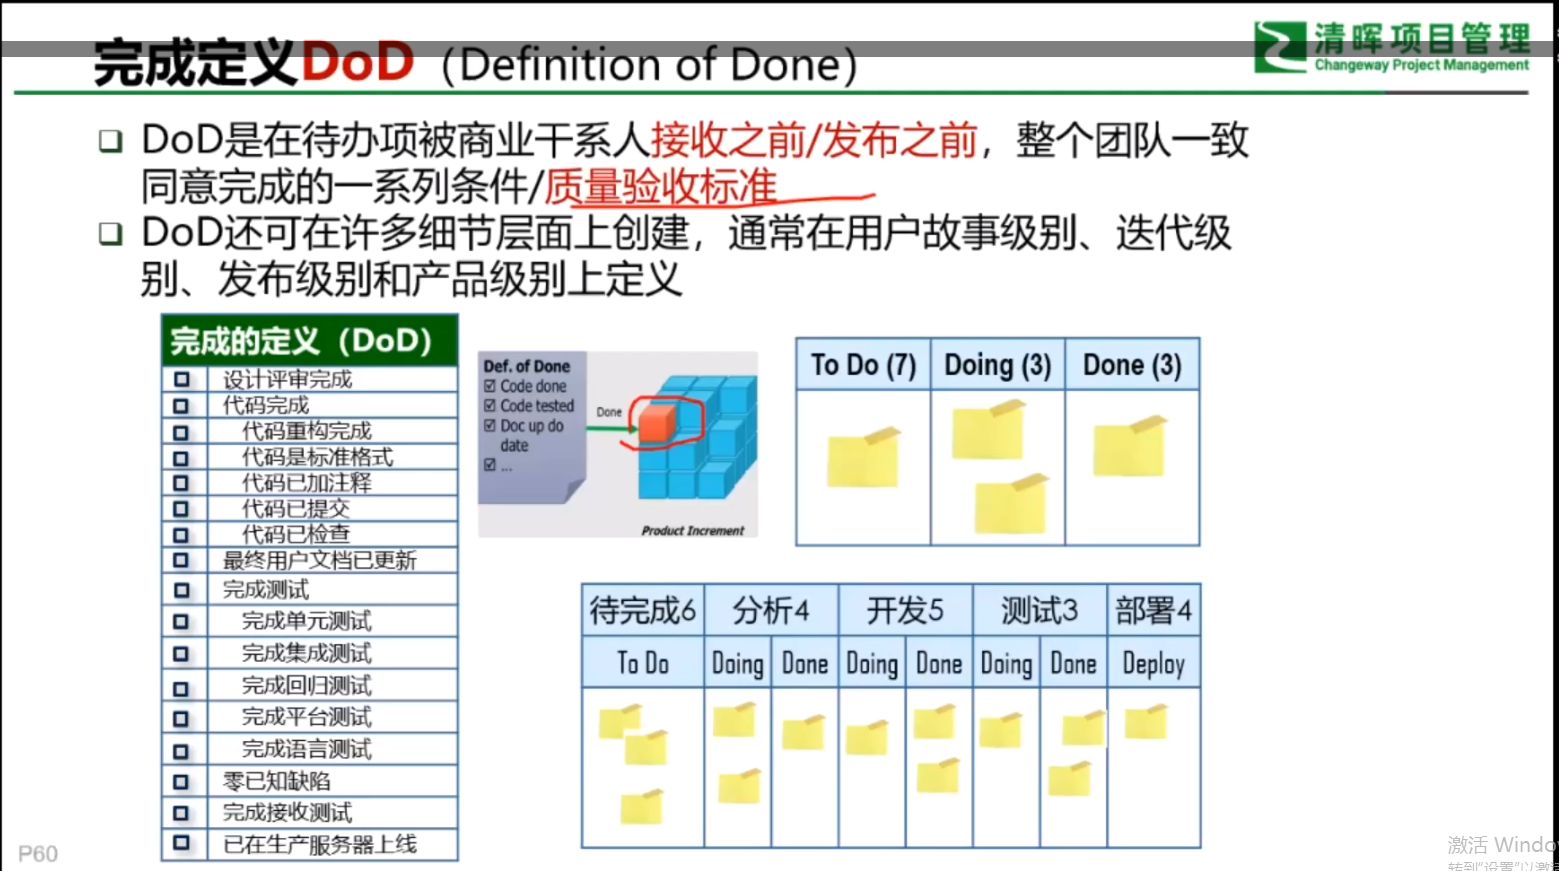 完成定义DoD（Definition of Done）
清晖项目管理
Changeway Project Management
DoD是在待办项被商业干系人接收之前/发布之前，整个团队一致
同意完成的一系列条件/质量验收标准
DoD还可在许多细节层面上创建，通常在用户故事级别、迭代级
别、发布级别和产品级别上定义
完成的定义（DoD）
设计评审完成
代码完成
代码重构完成
代码是标准格式
代码已加注释
代码已提交
代码已检查
最终用户文档已更新
完成测试
完成单元测试
完成集成测试
完成回归测试
完成平台测试
完成语言测试
零已知缺陷
完成接收测试
已在生产服务器上线
Def. of Done
Code done
Code tested
Doc up do
date
...
Done
Product Increment
To Do (7) Doing (3) Done (3)
待完成6 分析4 开发5 测试3 部署4
To Do Doing Done Doing Done Doing Done Deploy
P60
激活 Windo
转到"设置"以激